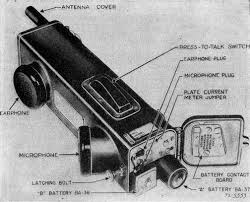 ANTENNA COVER
PRESS-TO-TALK SWITCH
EARPHONE PLUG
MICROPHONE PLUG
PLATE CURRENT
METER JUMPER
EARPHONE
MICROPHONE
LATCHING BOLT
"B" BATTERY BA-38
BATTERY CONTACT
BOARD
"A" BATTERY BA-37